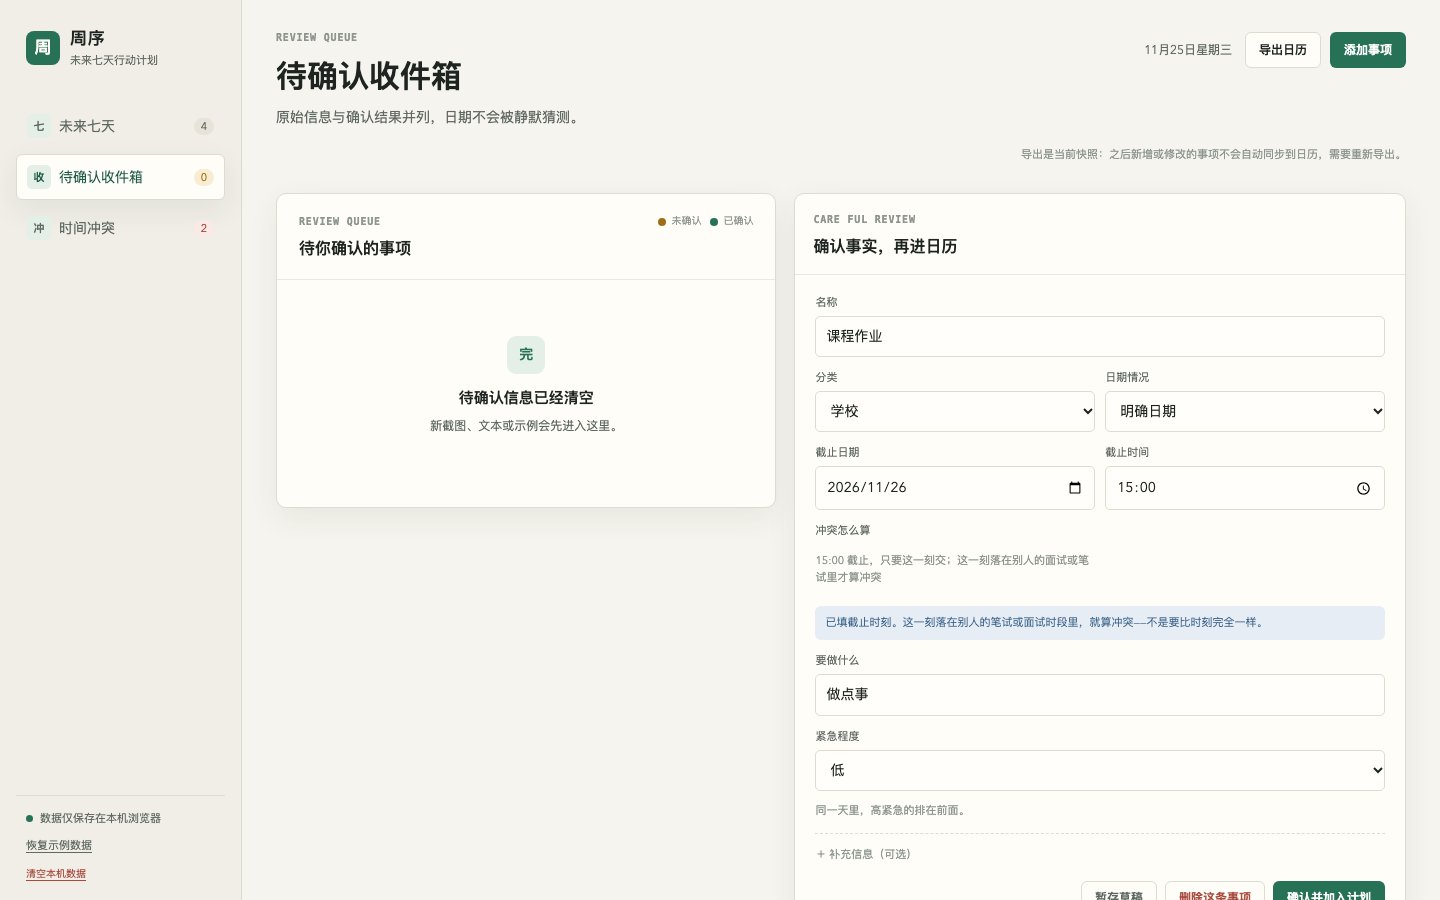 周
周序
未来七天行动计划
七 未来七天 4
收 待确认收件箱 0
冲 时间冲突 2
数据仅保存在本机浏览器
恢复示例数据
清空本机数据
REVIEW QUEUE
待确认收件箱
原始信息与确认结果并列，日期不会被静默猜测。
11月25日星期三 导出日历 添加事项
导出是当前快照：之后新增或修改的事项不会自动同步到日历，需要重新导出。
REVIEW QUEUE
待你确认的事项
未确认 已确认
完
待确认信息已经清空
新截图、文本或示例会先进入这里。
CARE FUL REVIEW
确认事实，再进日历
名称
课程作业
分类 日期情况
学校 明确日期
截止日期 截止时间
2026/11/26 15:00
冲突怎么算
15:00 截止，只要这一刻交；这一刻落在别人的面试或笔
试里才算冲突
已填截止时刻。这一刻落在别人的笔试或面试时段里，就算冲突——不是要比时刻完全一样。
要做什么
做点事
紧急程度
低
同一天里，高紧急的排在前面。
＋ 补充信息（可选）
暂存草稿 删除这条事项 确认并加入计划